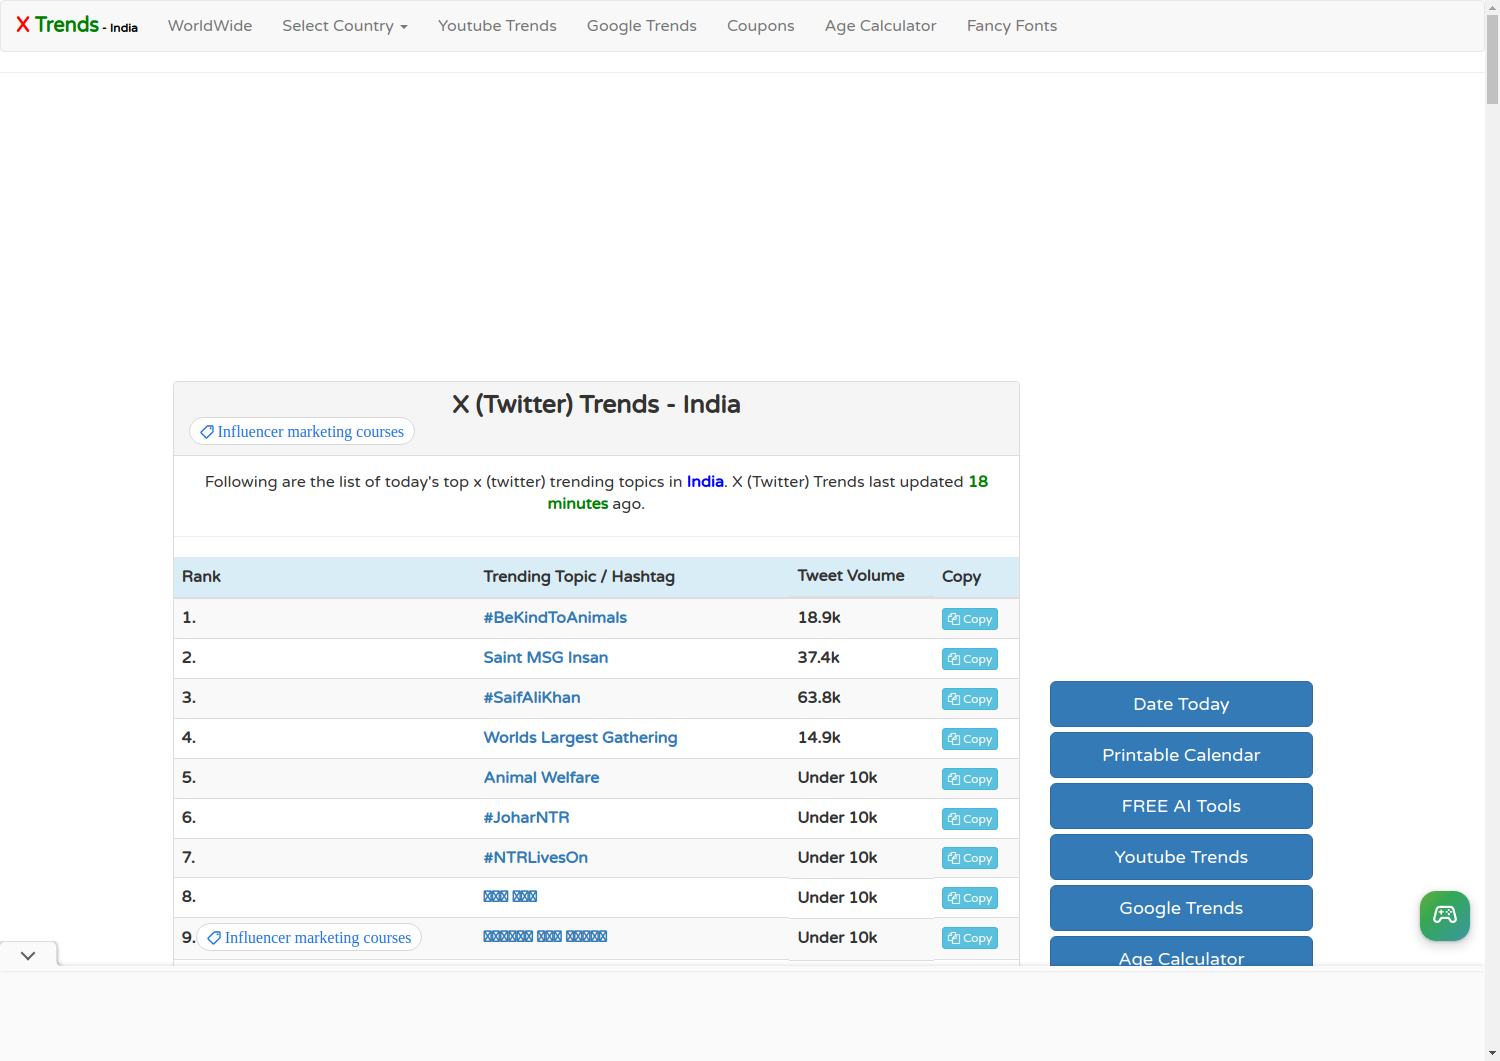 X Trends - India WorldWide Select Country Youtube Trends Google Trends Coupons Age Calculator Fancy Fonts
X (Twitter) Trends - India
Influencer marketing courses
Following are the list of today's top x (twitter) trending topics in India. X (Twitter) Trends last updated 18
minutes ago.
Rank Trending Topic / Hashtag Tweet Volume Copy
1. #BeKindToAnimals 18.9k Copy
2. Saint MSG Insan 37.4k Copy
3. #SaifAliKhan 63.8k Copy
4. Worlds Largest Gathering 14.9k Copy
5. Animal Welfare Under 10k Copy
6. #JoharNTR Under 10k Copy
7. #NTRLivesOn Under 10k Copy
8. Under 10k Copy
9. Influencer marketing courses Under 10k Copy
Date Today
Printable Calendar
FREE AI Tools
Youtube Trends
Google Trends
Age Calculator